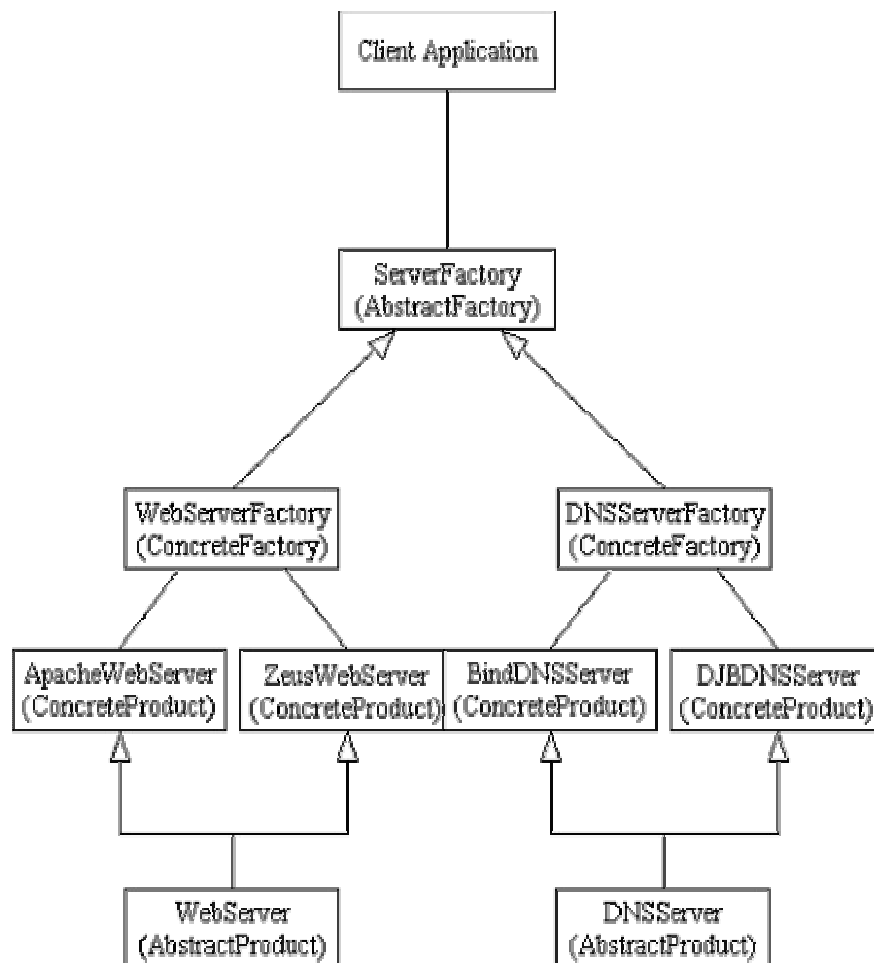 Client Application
ServerFactory
(AbstractFactory)
WebServerFactory
(ConcreteFactory)
DNSServerFactory
(ConcreteFactory)
ApacheWebServer
(ConcreteProduct)
ZeusWebServer
(ConcreteProduct)
BindDNSServer
(ConcreteProduct)
DJBDNSServer
(ConcreteProduct)
WebServer
(AbstractProduct)
DNSServer
(AbstractProduct)